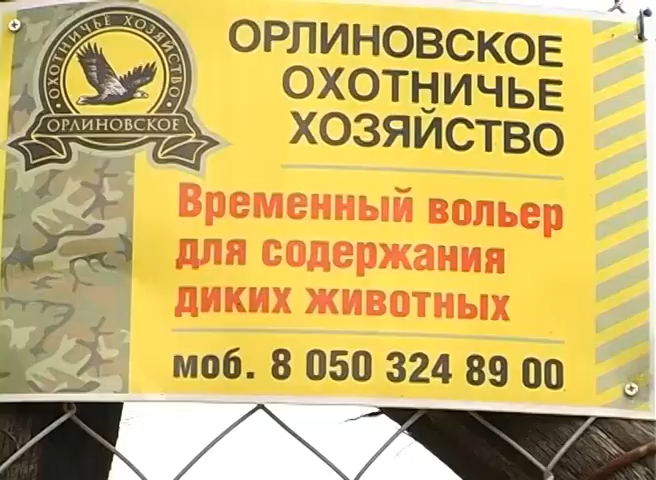 ОХОТНИЧЬЕ ХОЗЯЙСТВО
ОРЛИНОВСКОЕ
ОРЛИНОВСКОЕ
ОХОТНИЧЬЕ
ХОЗЯЙСТВО
Временный вольер
для содержания
диких животных
моб. 8 050 324 89 00